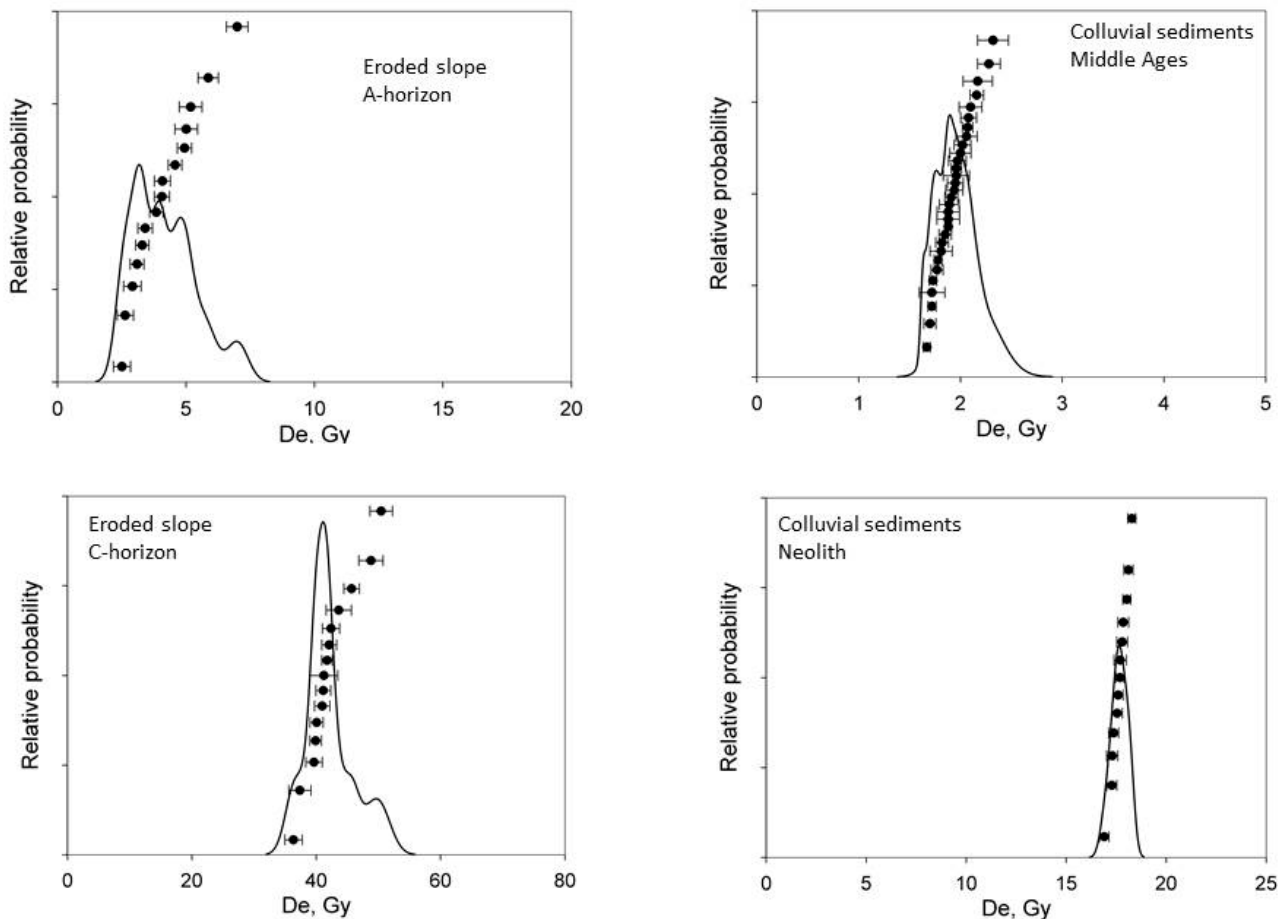 Relative probability
Eroded slope
A-horizon
0 5 10 15 20
De, Gy
Relative probability
Colluvial sediments
Middle Ages
0 1 2 3 4 5
De, Gy
Relative probability
Eroded slope
C-horizon
0 20 40 60 80
De, Gy
Relative probability
Colluvial sediments
Neolith
0 5 10 15 20 25
De, Gy